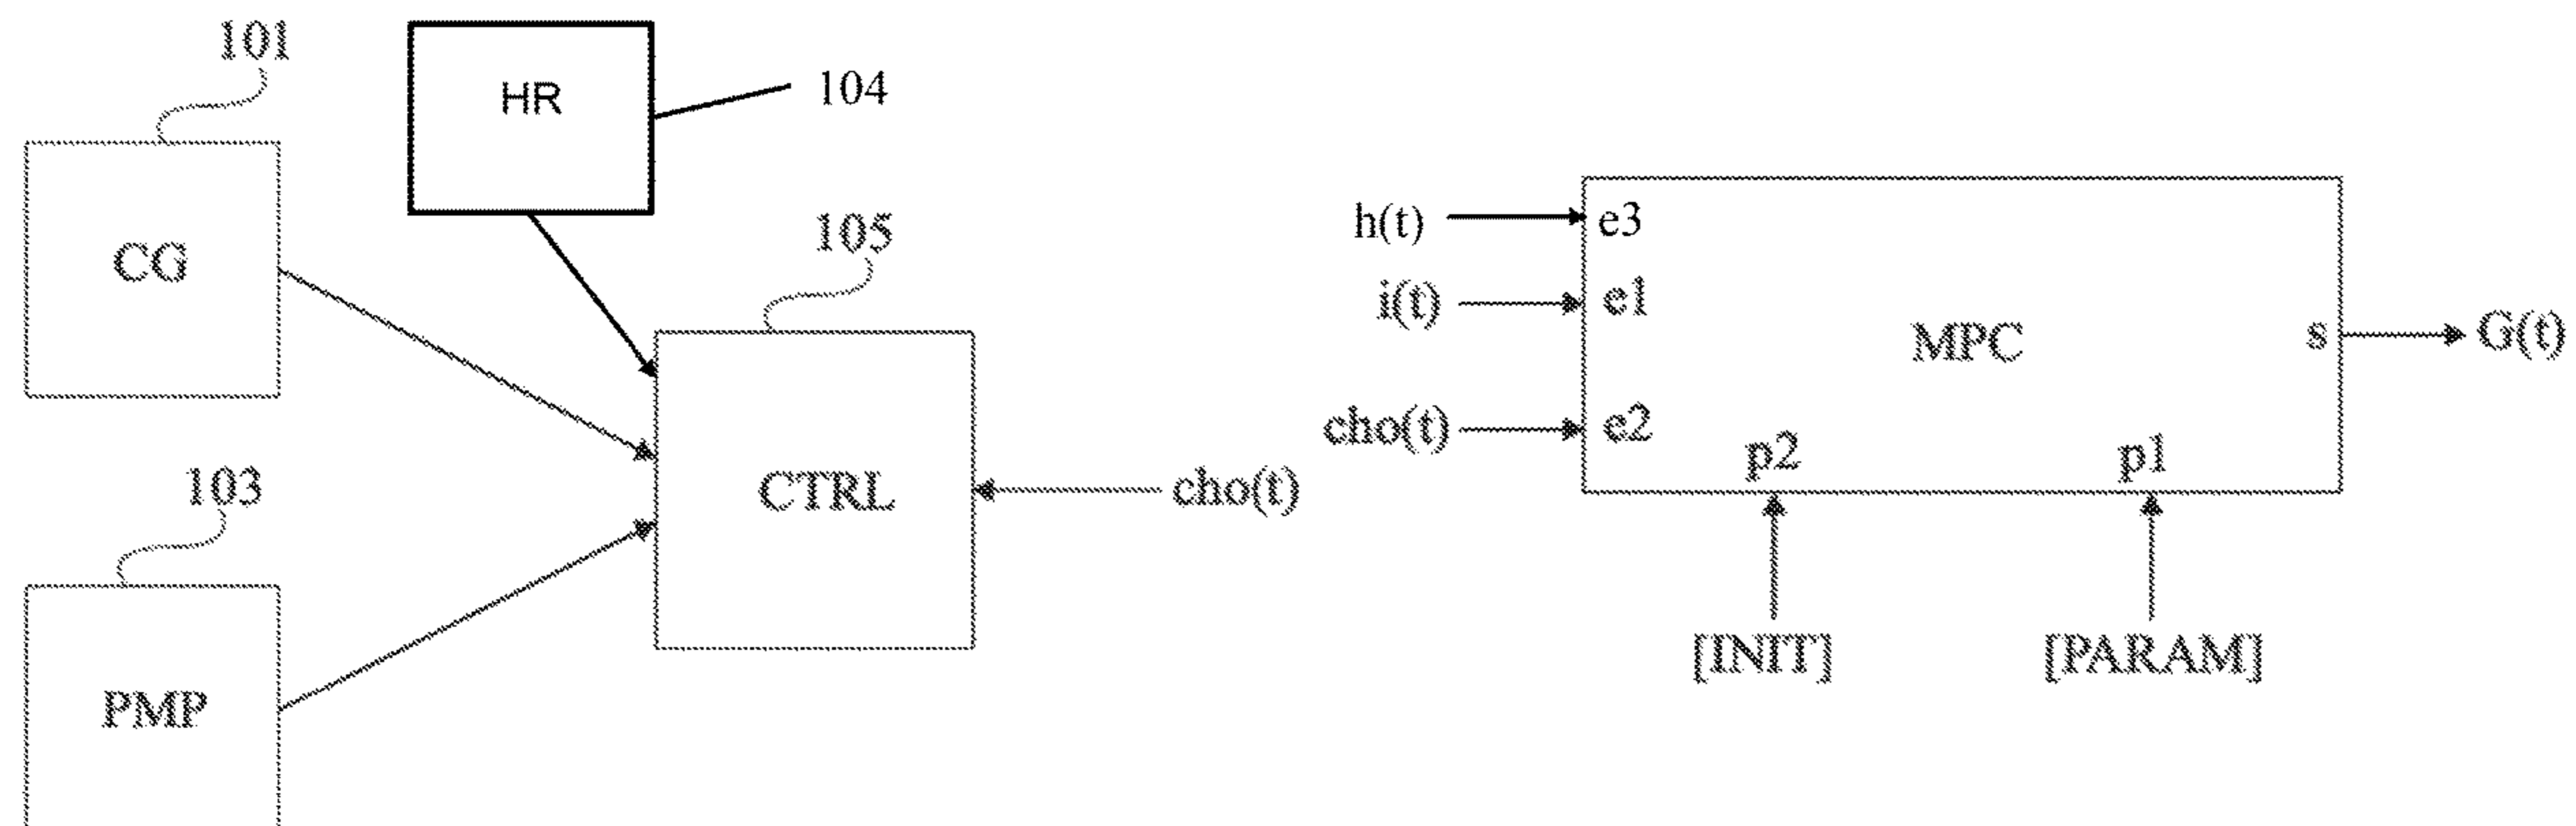 101
HR
104
CG
105
103
CTRL
cho(t)
PMP
h(t)
e3
i(t)
e1
MPC
s
G(t)
cho(t)
e2
p2
p1
[INIT]
[PARAM]